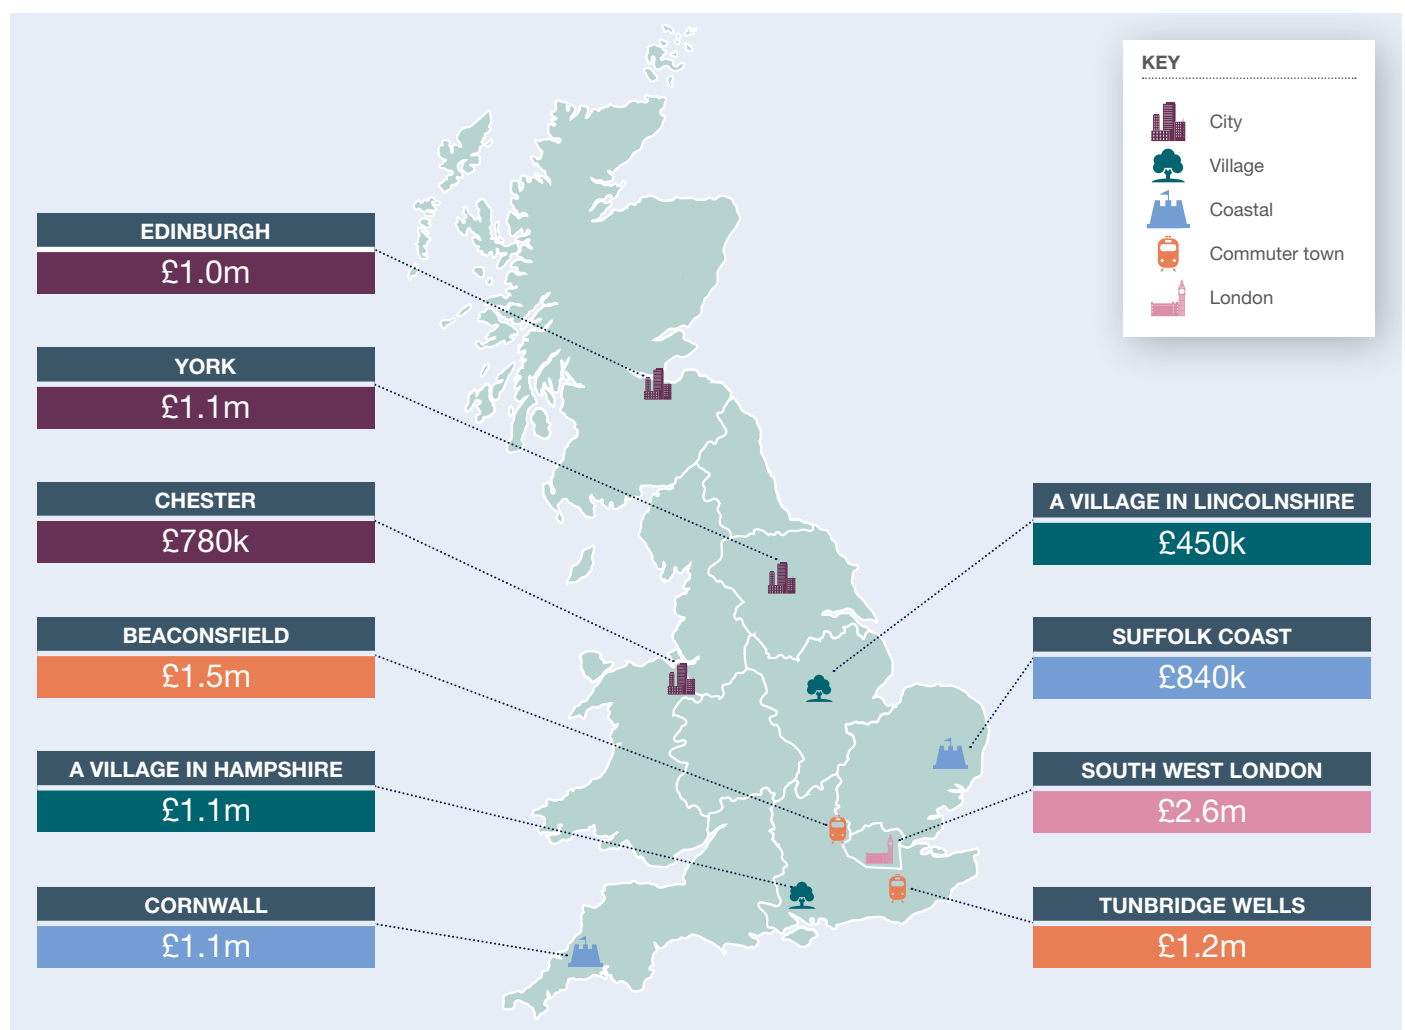 KEY
City
Village
Coastal
Commuter town
London
EDINBURGH
£1.0m
YORK
£1.1m
CHESTER
£780k
BEACONSFIELD
£1.5m
A VILLAGE IN HAMPSHIRE
£1.1m
CORNWALL
£1.1m
A VILLAGE IN LINCOLNSHIRE
£450k
SUFFOLK COAST
£840k
SOUTH WEST LONDON
£2.6m
TUNBRIDGE WELLS
£1.2m